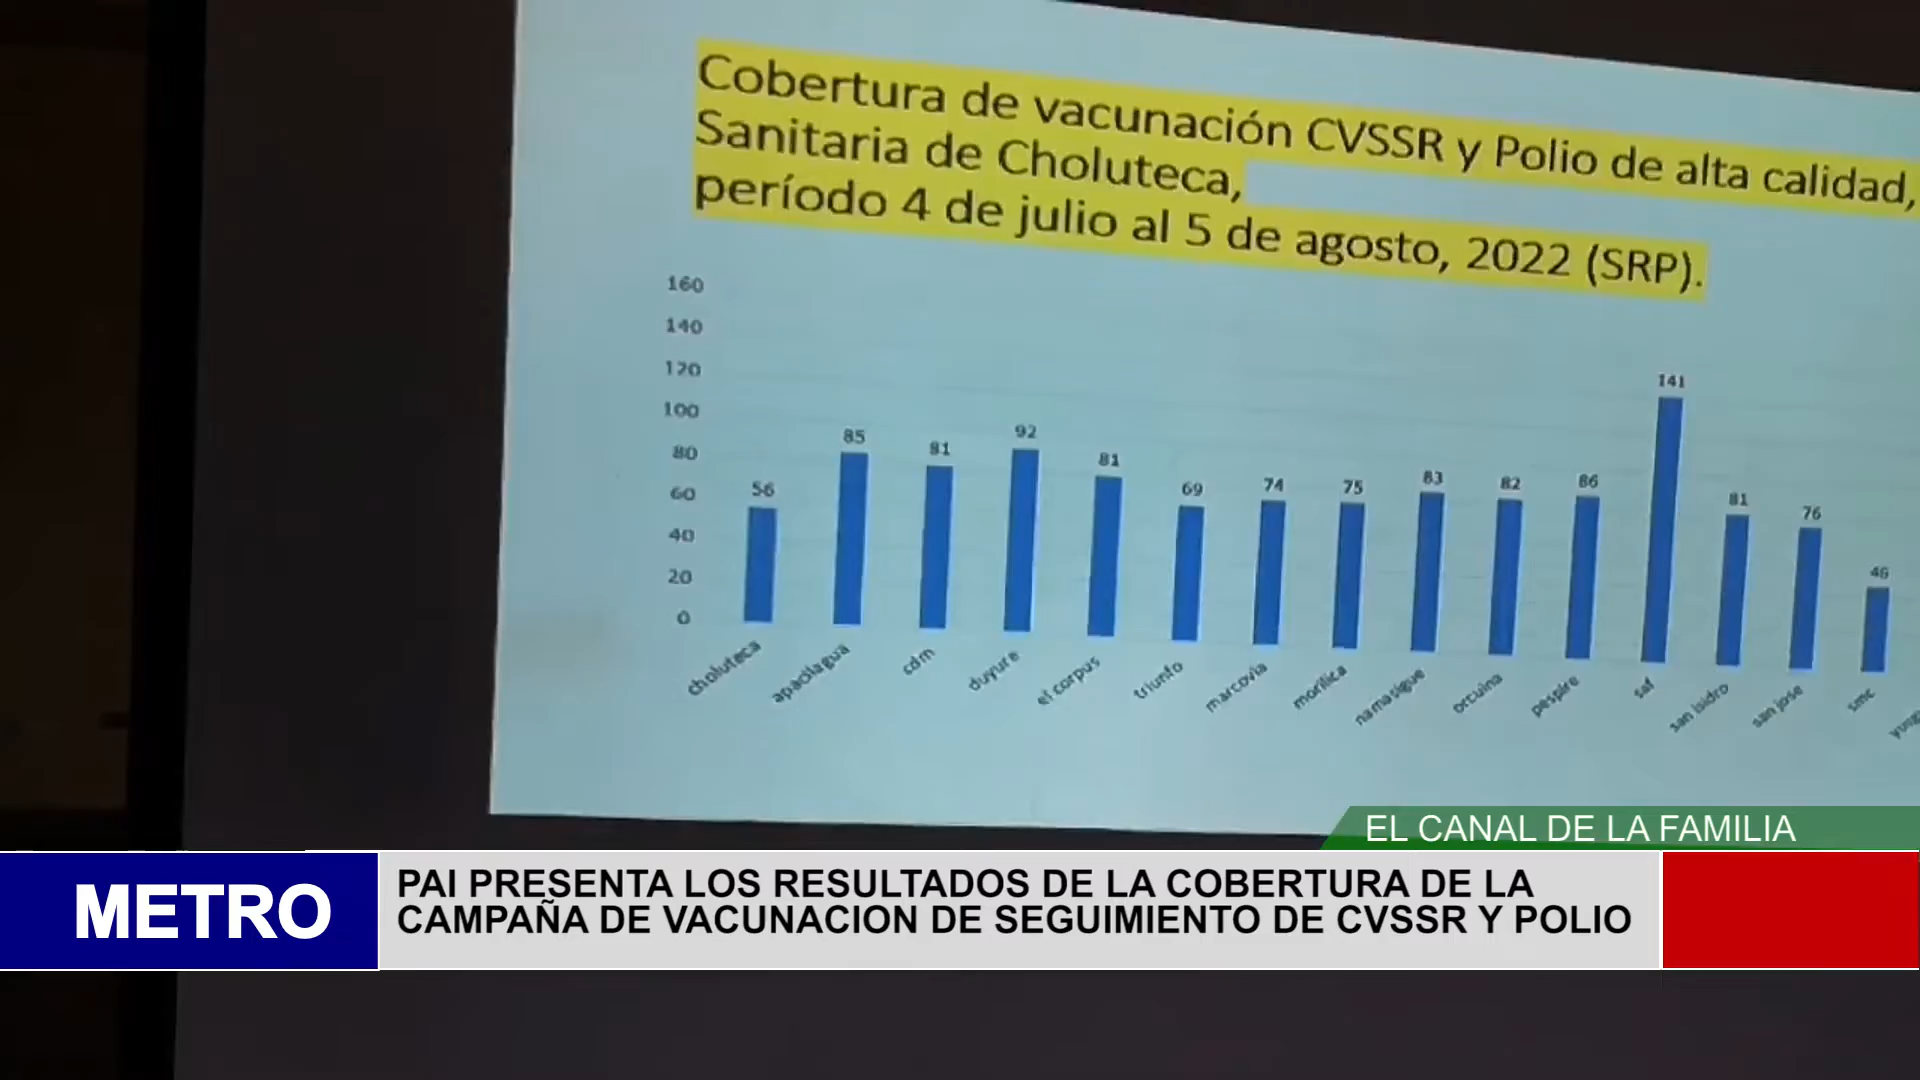 Cobertura de vacunación CVSSR y Polio de alta calidad,
Sanitaria de Choluteca,
período 4 de julio al 5 de agosto, 2022 (SRP).
160
140
120
100
80
60
40
20
0
56
85
81
92
81
69
74
75
83
82
86
141
81
76
46
choluteca
apacilagua
cdm
duyure
el corpus
triunfo
marcovia
morilica
namasigue
orcuina
pespire
saf
san isidro
san jose
smc
EL CANAL DE LA FAMILIA
METRO
PAI PRESENTA LOS RESULTADOS DE LA COBERTURA DE LA
CAMPAÑA DE VACUNACION DE SEGUIMIENTO DE CVSSR Y POLIO